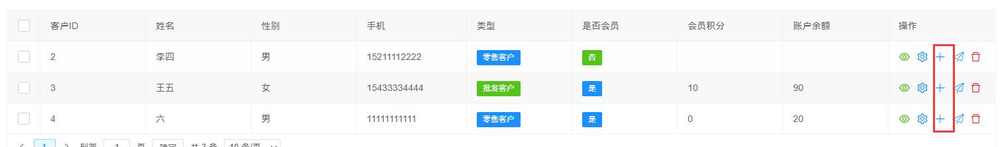 客户ID 姓名 性别 手机 类型 是否会员 会员积分 账户余额 操作
2 李四 男 15211112222 零售客户 否
3 王五 女 15433334444 批发客户 是 10 90
4 六 男 11111111111 零售客户 是 0 20
1 到第 1 页 确定 共 3 条 10 条/页